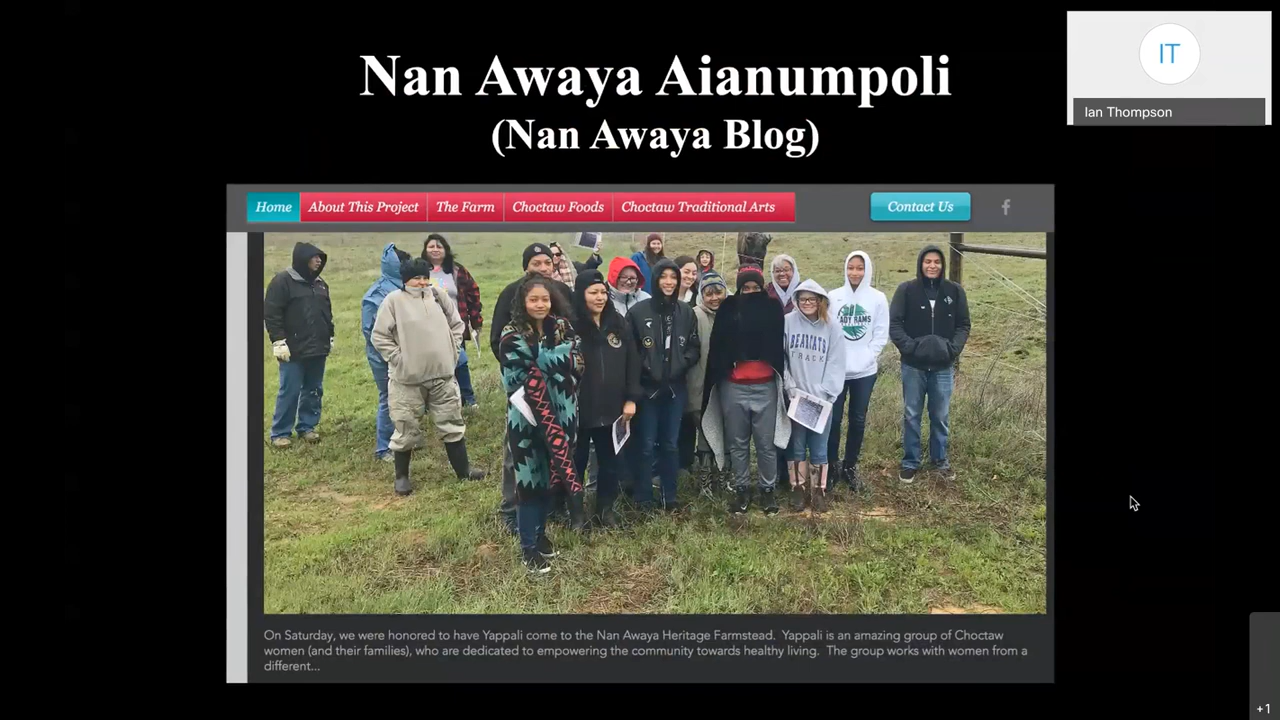 Nan Awaya Aianumpoli
(Nan Awaya Blog)
IT
Ian Thompson
Home
About This Project
The Farm
Choctaw Foods
Choctaw Traditional Arts
Contact Us
f
BEARCATS
TRACK
RAMS
On Saturday, we were honored to have Yappali come to the Nan Awaya Heritage Farmstead. Yappali is an amazing group of Choctaw
women (and their families), who are dedicated to empowering the community towards healthy living. The group works with women from a
different...
+1